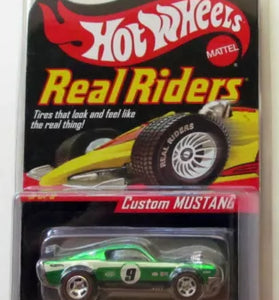 Hot Wheels
MATTEL
Real Riders
Tires that look and feel like
the real thing!
REAL RIDERS
Custom MUSTANG
9